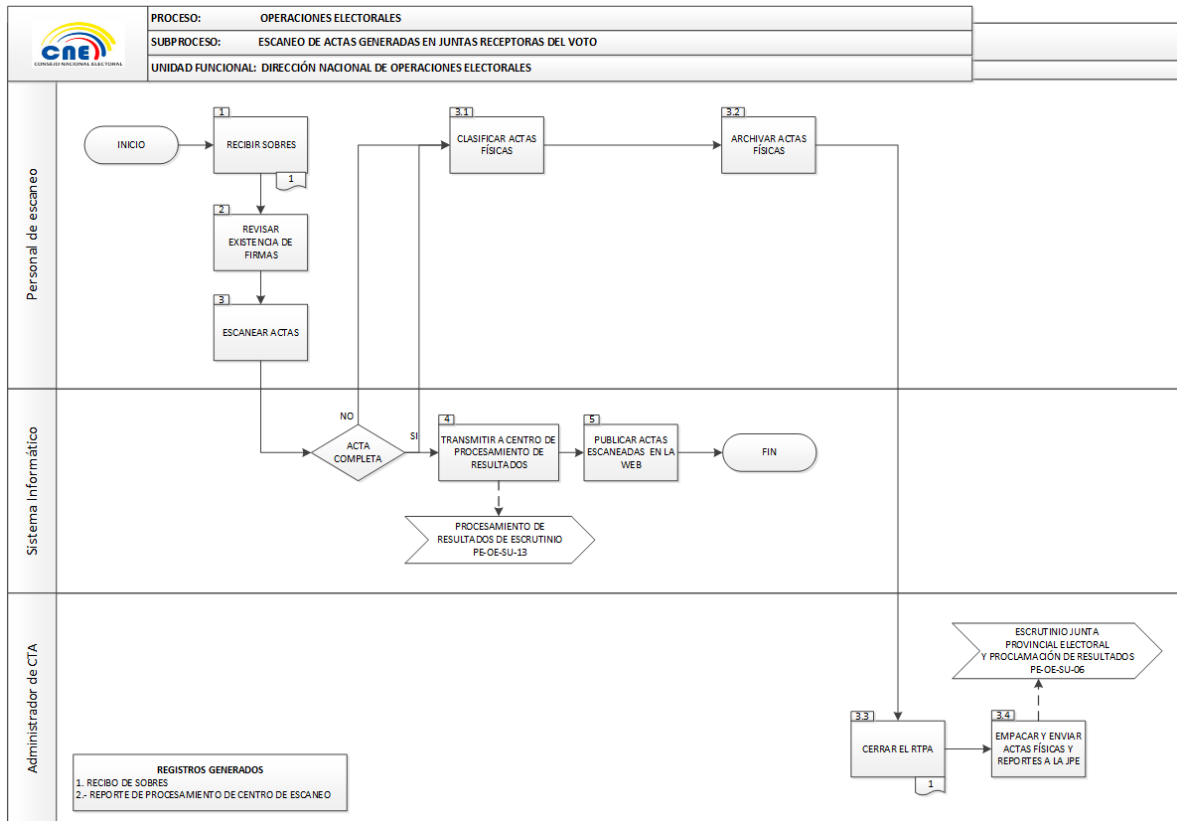 CNE
CONSEJO NACIONAL ELECTORAL
PROCESO: OPERACIONES ELECTORALES
SUBPROCESO: ESCANEO DE ACTAS GENERADAS EN JUNTAS RECEPTORAS DEL VOTO
UNIDAD FUNCIONAL: DIRECCIÓN NACIONAL DE OPERACIONES ELECTORALES
Personal de escaneo
INICIO
1
RECIBIR SOBRES
1
2
REVISAR
EXISTENCIA DE
FIRMAS
3
ESCANEAR ACTAS
3.1
CLASIFICAR ACTAS
FÍSICAS
3.2
ARCHIVAR ACTAS
FÍSICAS
Sistema Informático
NO
ACTA
COMPLETA
SI
4
TRANSMITIR A CENTRO DE
PROCESAMIENTO DE
RESULTADOS
5
PUBLICAR ACTAS
ESCANEADAS EN LA
WEB
FIN
PROCESAMIENTO DE
RESULTADOS DE ESCRUTINIO
PE-OE-SU-13
Administrador de CTA
ESCRUTINIO JUNTA
PROVINCIAL ELECTORAL
Y PROCLAMACIÓN DE RESULTADOS
PE-OE-SU-06
3.3
CERRAR EL RTPA
1
3.4
EMPACAR Y ENVIAR
ACTAS FÍSICAS Y
REPORTES A LA JPE
REGISTROS GENERADOS
1. RECIBO DE SOBRES
2.- REPORTE DE PROCESAMIENTO DE CENTRO DE ESCANEO